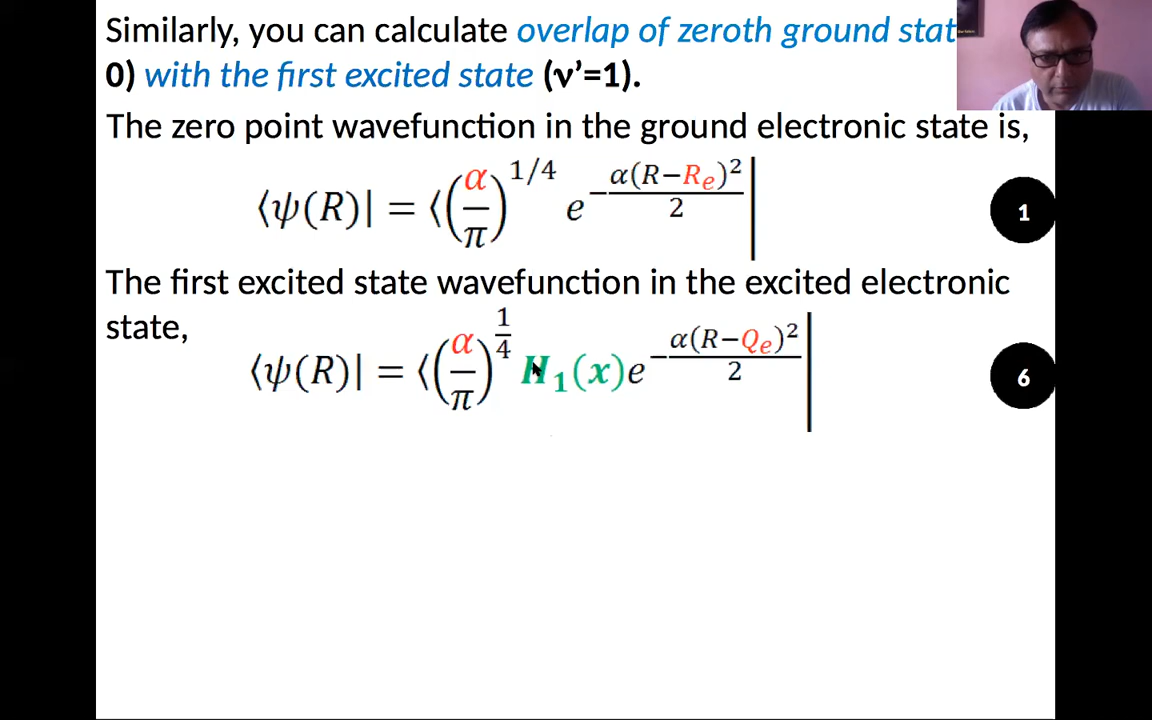 Similarly, you can calculate overlap of zeroth ground stat
0) with the first excited state (ν’=1).
The zero point wavefunction in the ground electronic state is,
⟨ψ(R)| = ⟨(α/π)^1/4 e^−α(R−Re)²/2|
1
The first excited state wavefunction in the excited electronic
state,
⟨ψ(R)| = ⟨(α/π)^1/4 H₁(x)e^−α(R−Qe)²/2|
6